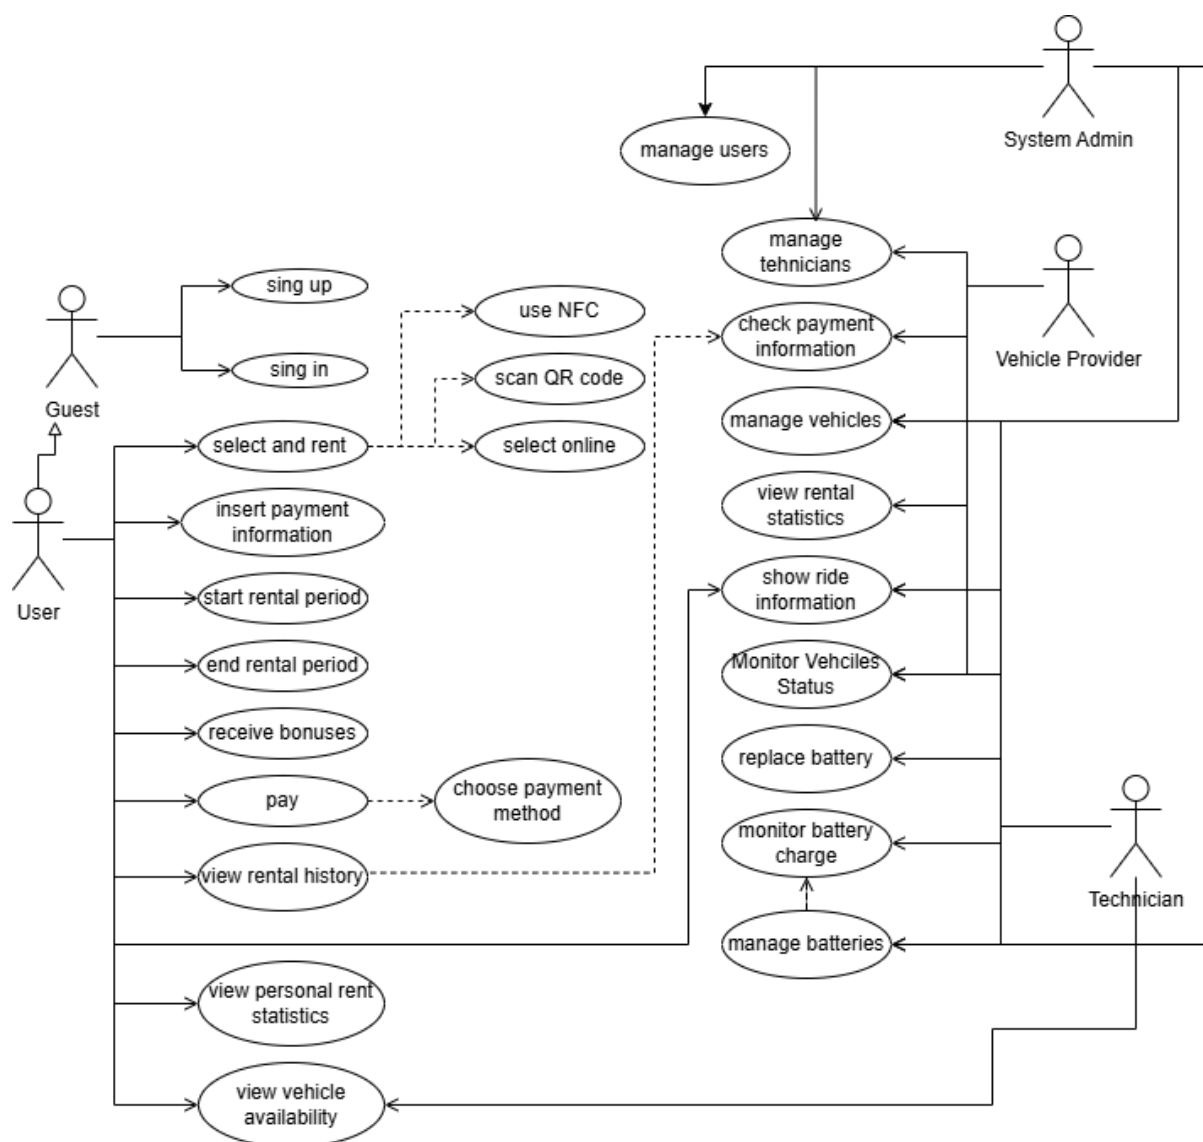 System Admin
manage users
manage
tehnicians
Vehicle Provider
sing up
use NFC
check payment
information
Guest
sing in
scan QR code
manage vehicles
select and rent
select online
view rental
statistics
insert payment
information
User
start rental period
show ride
information
end rental period
Monitor Vehciles
Status
receive bonuses
replace battery
pay
choose payment
method
monitor battery
charge
view rental history
Technician
manage batteries
view personal rent
statistics
view vehicle
availability